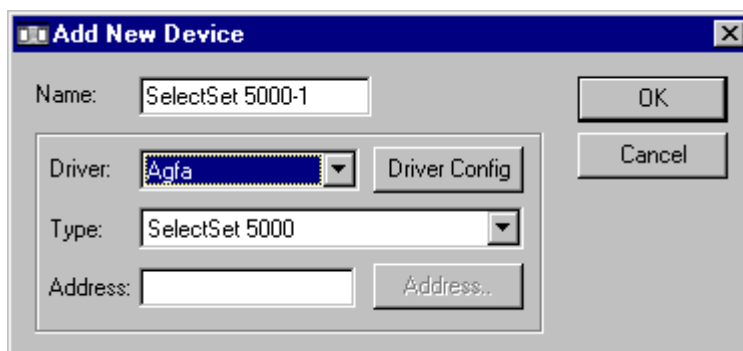 Add New Device
Name: SelectSet 5000-1
OK
Driver: Agfa Driver Config
Cancel
Type: SelectSet 5000
Address: Address..